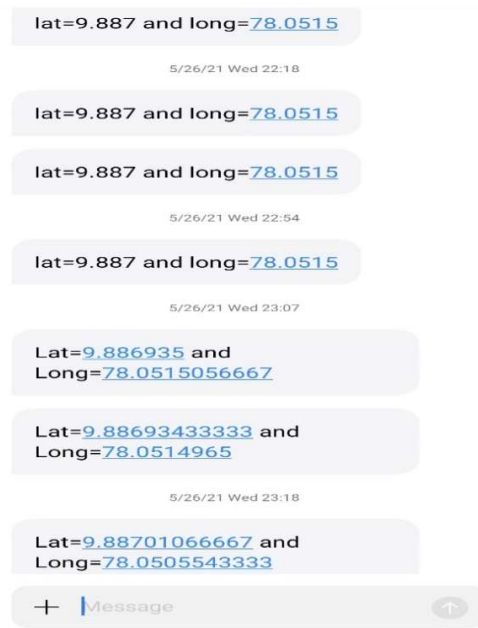 lat=9.887 and long=78.0515
5/26/21 Wed 22:18
lat=9.887 and long=78.0515
lat=9.887 and long=78.0515
5/26/21 Wed 22:54
lat=9.887 and long=78.0515
5/26/21 Wed 23:07
Lat=9.886935 and
Long=78.0515056667
Lat=9.88693433333 and
Long=78.0514965
5/26/21 Wed 23:18
Lat=9.88701066667 and
Long=78.0505543333
Message